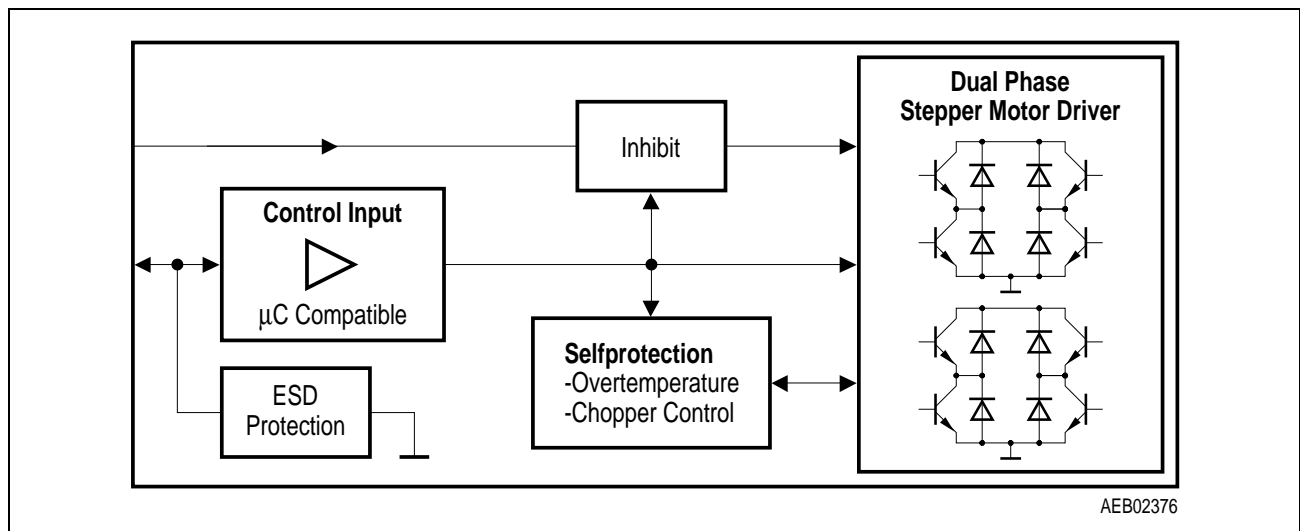 Dual Phase
Stepper Motor Driver
Inhibit
Control Input
μC Compatible
Selfprotection
-Overtemperature
-Chopper Control
ESD
Protection
AEB02376